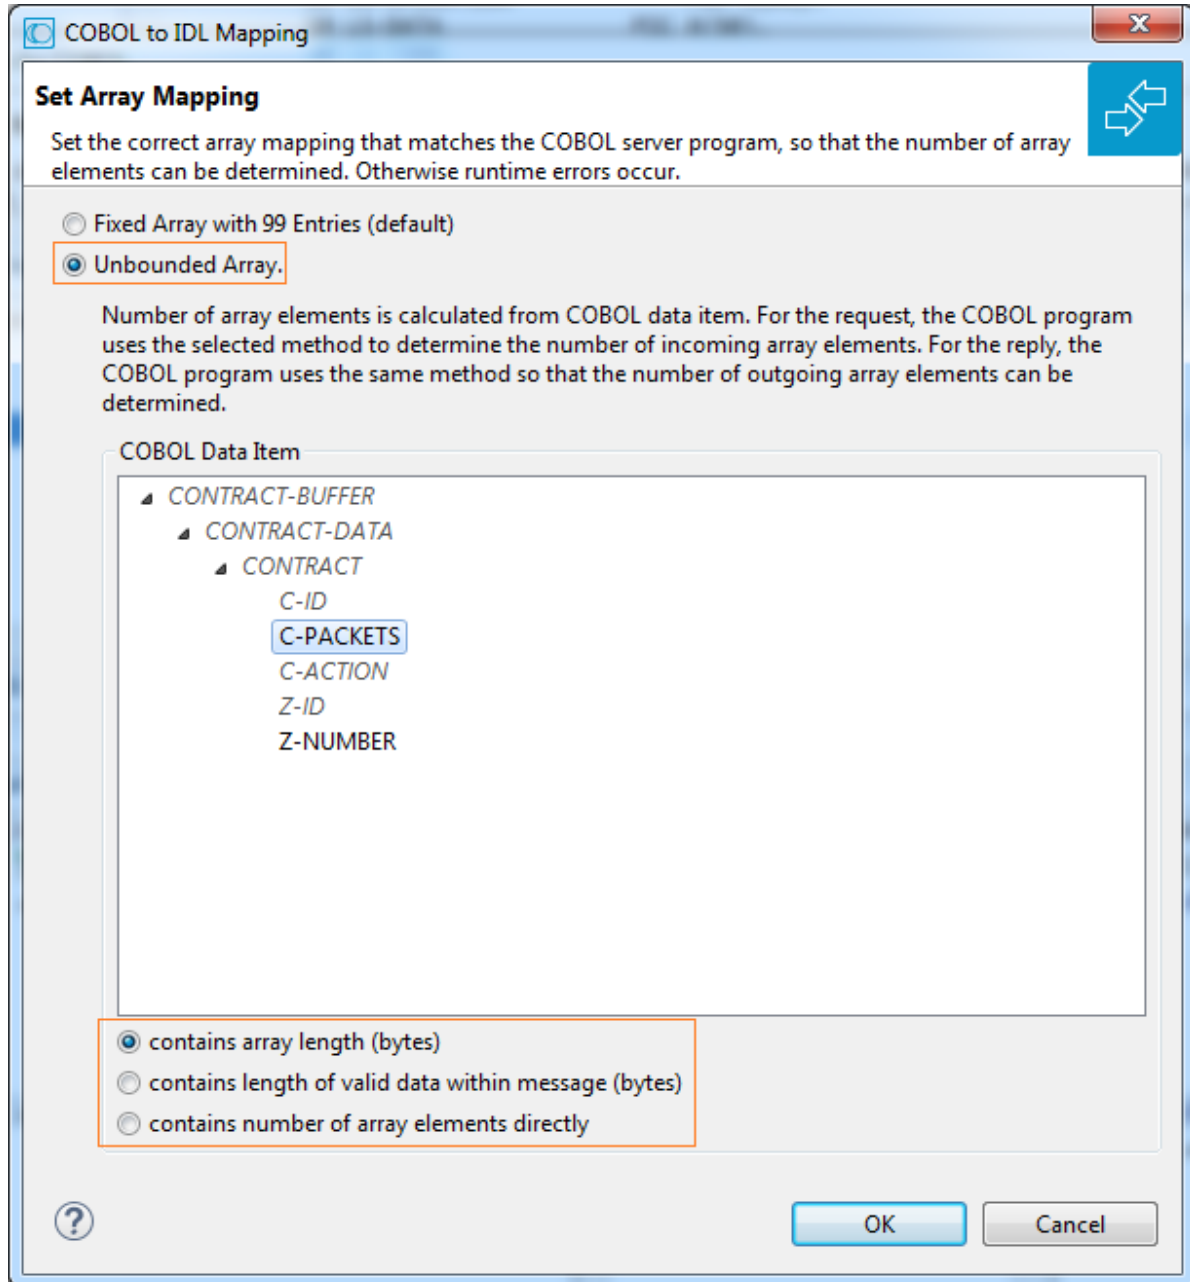 COBOL to IDL Mapping
Set Array Mapping
Set the correct array mapping that matches the COBOL server program, so that the number of array
elements can be determined. Otherwise runtime errors occur.
Fixed Array with 99 Entries (default)
Unbounded Array.
Number of array elements is calculated from COBOL data item. For the request, the COBOL program
uses the selected method to determine the number of incoming array elements. For the reply, the
COBOL program uses the same method so that the number of outgoing array elements can be
determined.
COBOL Data Item
CONTRACT-BUFFER
CONTRACT-DATA
CONTRACT
C-ID
C-PACKETS
C-ACTION
Z-ID
Z-NUMBER
contains array length (bytes)
contains length of valid data within message (bytes)
contains number of array elements directly
?
OK
Cancel